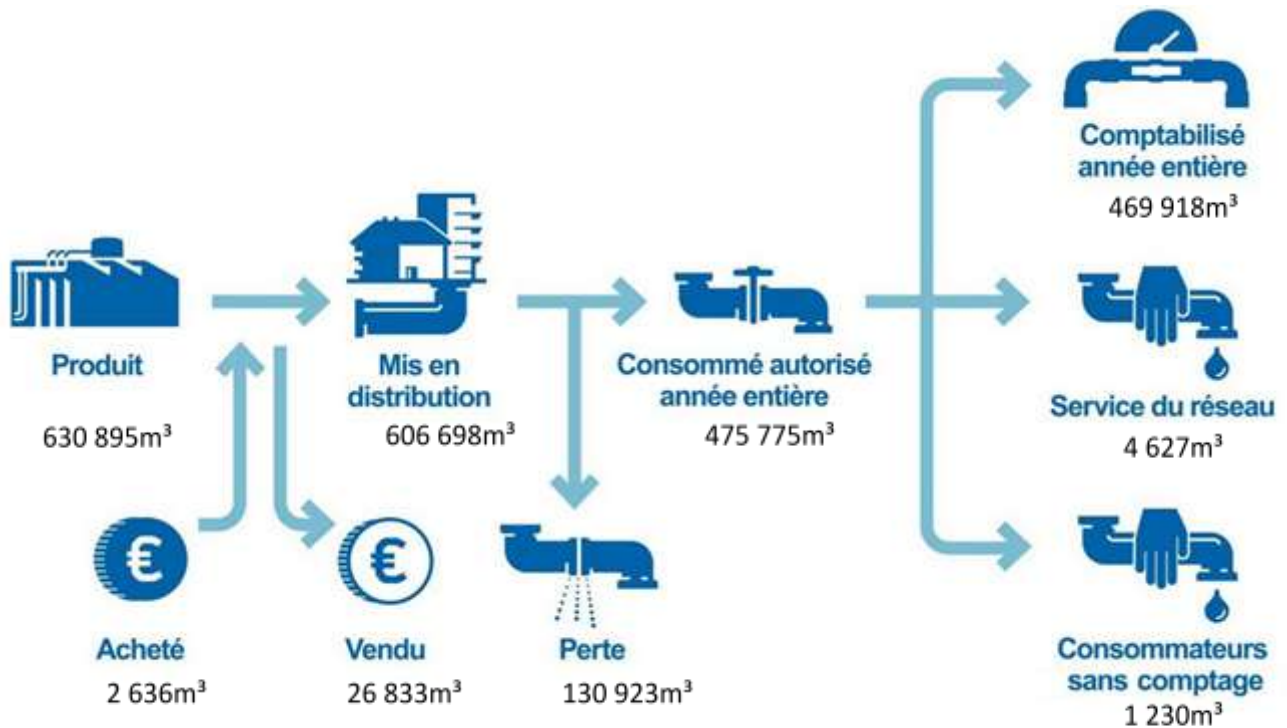 Comptabilisé
année entière
469 918m³
Produit
630 895m³
Mis en
distribution
606 698m³
Consommé autorisé
année entière
475 775m³
Service du réseau
4 627m³
€
Acheté
2 636m³
€
Vendu
26 833m³
Perte
130 923m³
Consommateurs
sans comptage
1 230m³